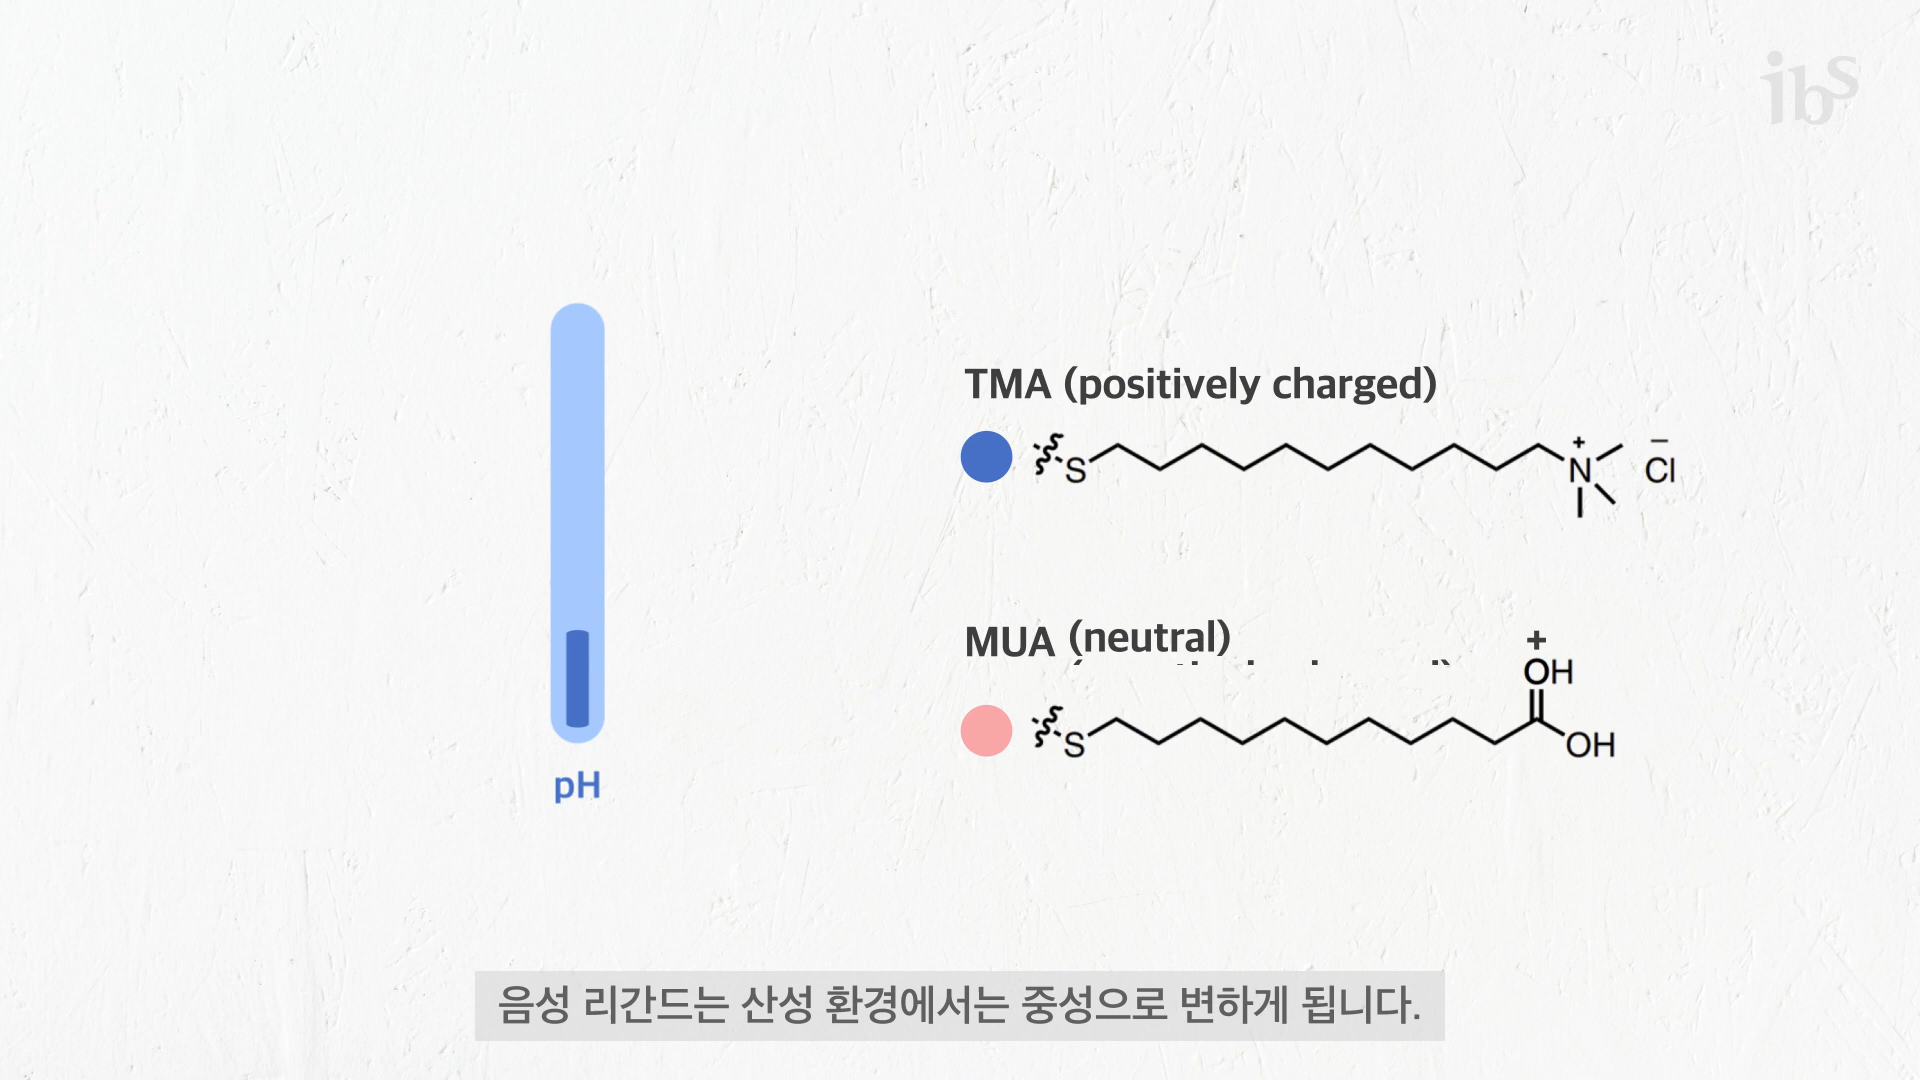 ibs
TMA (positively charged)
S
+
N
−
Cl
MUA (neutral)
+
OH
S
OH
pH
음성 리간드는 산성 환경에서는 중성으로 변하게 됩니다.